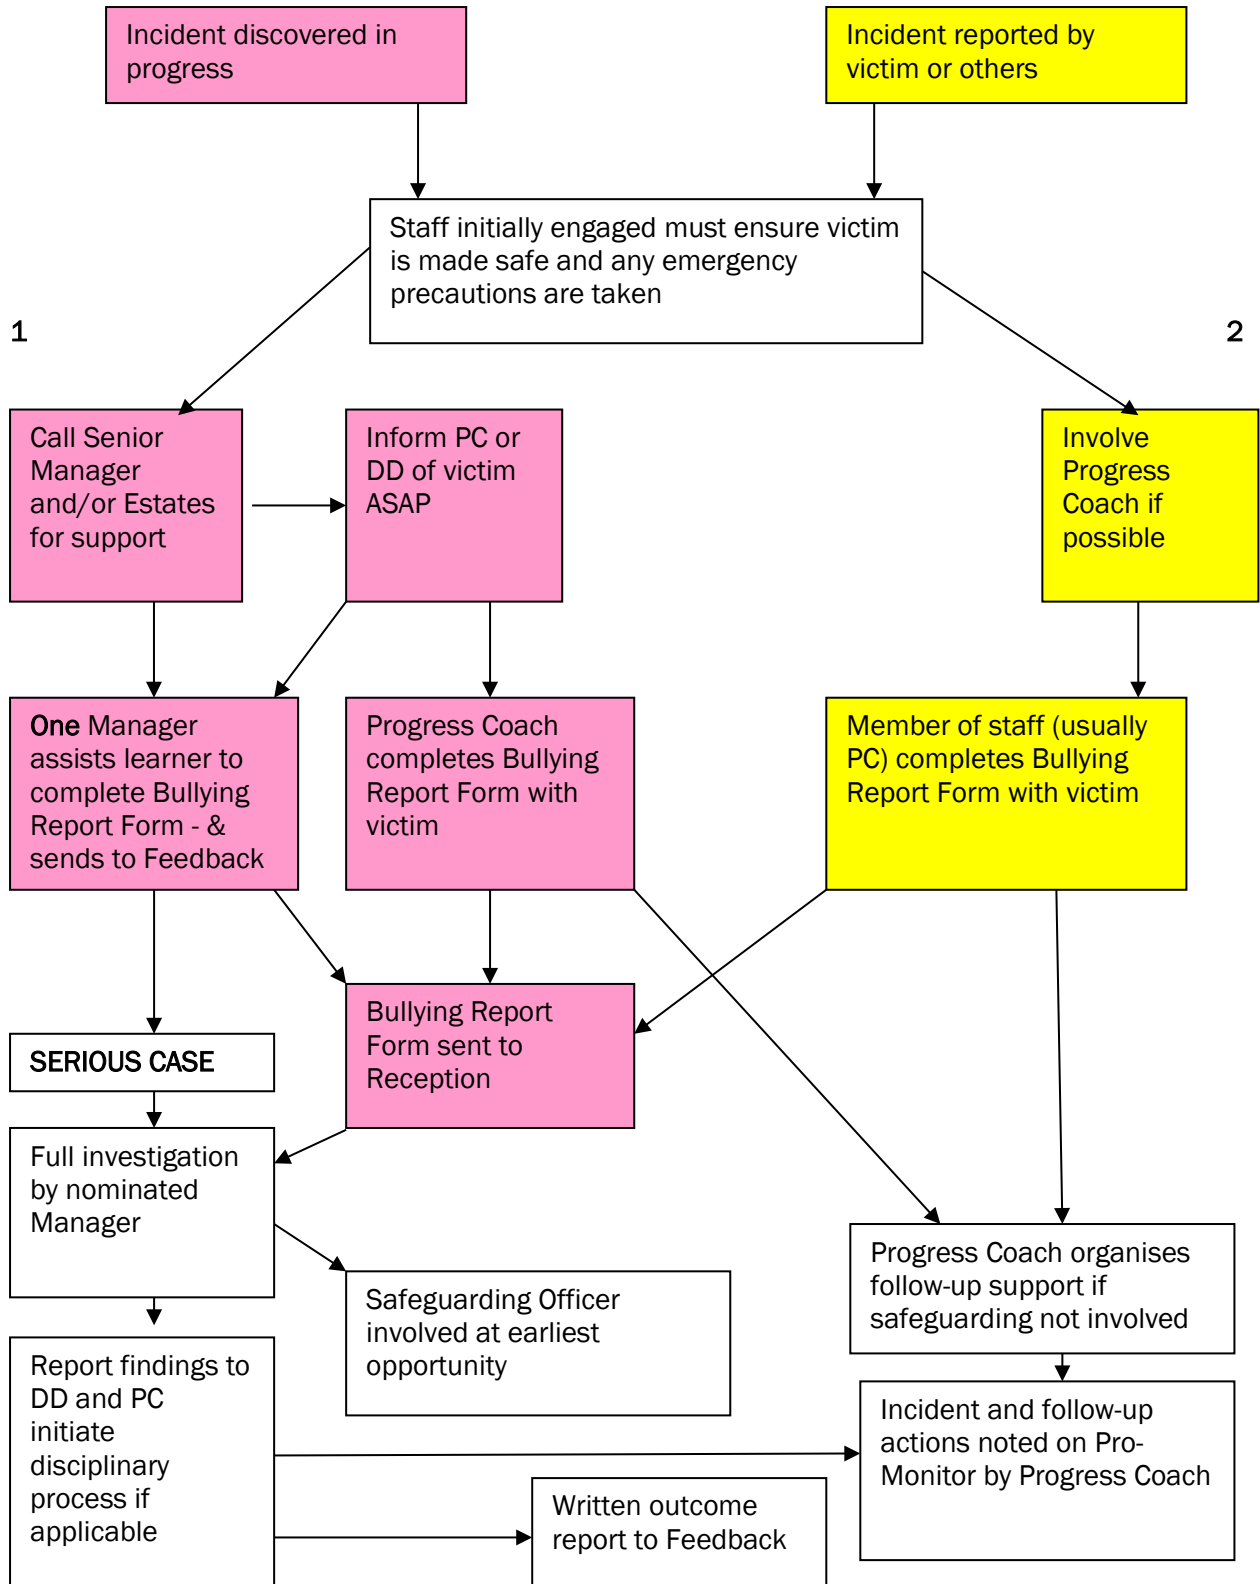 Incident discovered in
progress
Incident reported by
victim or others
Staff initially engaged must ensure victim
is made safe and any emergency
precautions are taken
1
2
Call Senior
Manager
and/or Estates
for support
Inform PC or
DD of victim
ASAP
Involve
Progress
Coach if
possible
One Manager
assists learner to
complete Bullying
Report Form - &
sends to Feedback
Progress Coach
completes Bullying
Report Form with
victim
Member of staff (usually
PC) completes Bullying
Report Form with victim
Bullying Report
Form sent to
Reception
SERIOUS CASE
Full investigation
by nominated
Manager
Safeguarding Officer
involved at earliest
opportunity
Progress Coach organises
follow-up support if
safeguarding not involved
Report findings to
DD and PC
initiate
disciplinary
process if
applicable
Incident and follow-up
actions noted on Pro-
Monitor by Progress Coach
Written outcome
report to Feedback